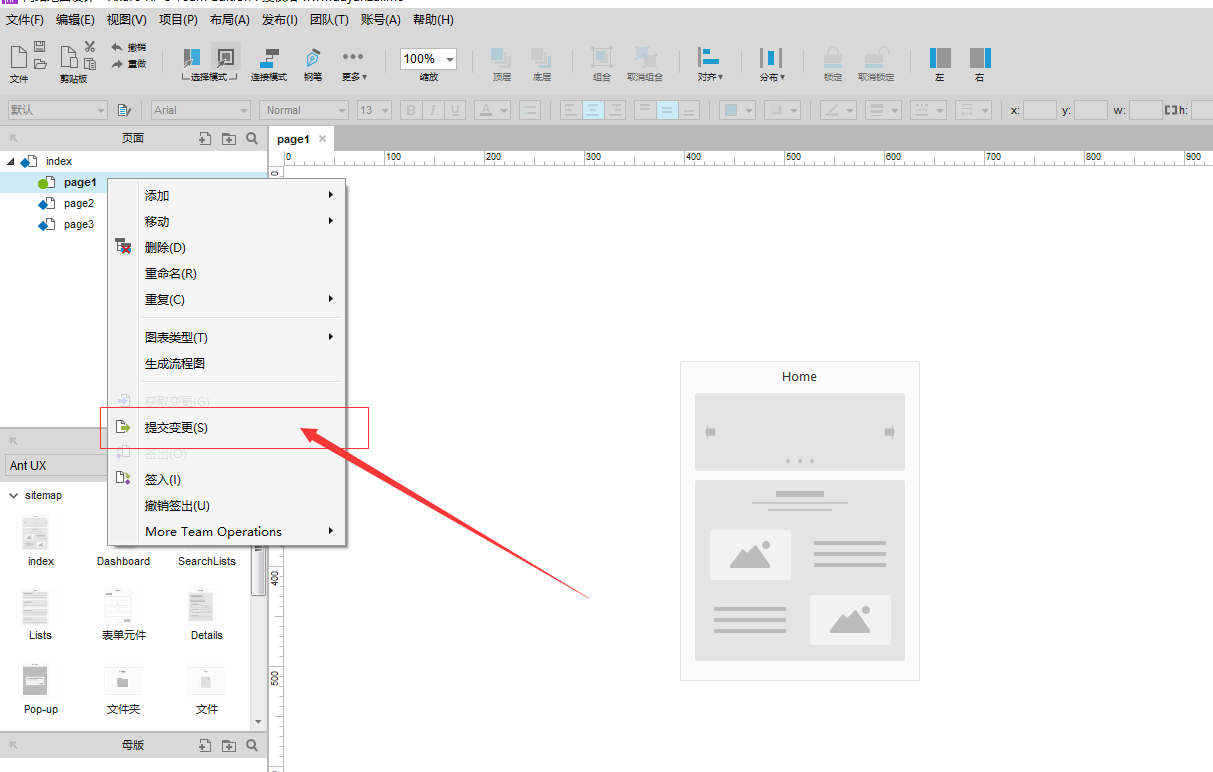 文件(F) 编辑(E) 视图(V) 项目(P) 布局(A) 发布(I) 团队(T) 账号(A) 帮助(H)
撤销
重做
100%
文件 剪贴板 选择模式 连接模式 钢笔 更多 缩放 顶层 底层 组合 取消组合 对齐 分布 锁定 取消锁定 左 右
默认 Arial Normal 13 B I U A x: y: w: h:
页面
page1
index
0 100 200 300 400 500 600 700 800 900
page1
page2
page3
0
添加
移动
删除(D)
重命名(R)
重复(C)
图表类型(T)
生成流程图
获取变更(G)
提交变更(S)
签出(O)
签入(I)
撤销签出(U)
More Team Operations
Home
Ant UX
sitemap
index Dashboard SearchLists
Lists 表单元件 Details
Pop-up 文件夹 文件
400
500
母版